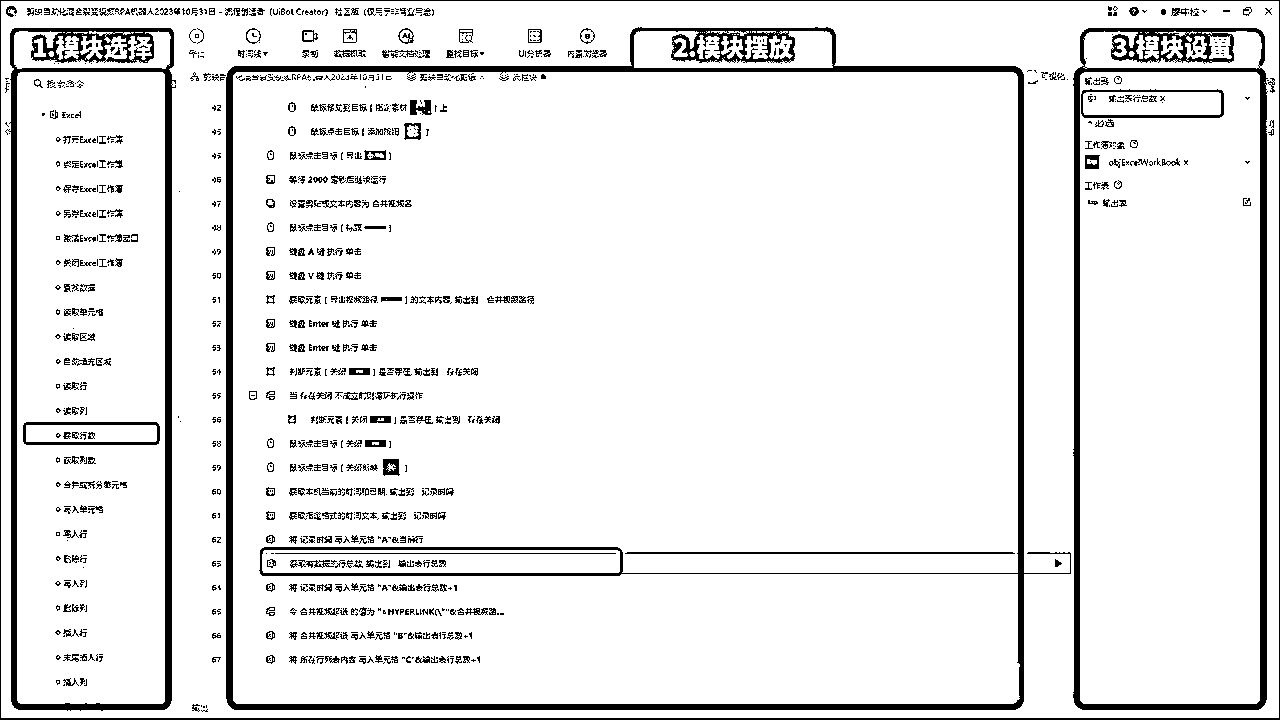 剪映自动化混合裂变视频RPA机器人2023年10月31日 - 流程创造者 (UiBot Creator) 社区版 (仅用于非商业用途)
1.模块选择
时间线
录制
数据抓取
智能文档处理
查找目标
UI分析器
内置浏览器
2.模块摆放
3.模块设置
搜索命令
Excel
打开Excel工作簿
绑定Excel工作簿
保存Excel工作簿
另存Excel工作簿
激活Excel工作簿窗口
关闭Excel工作簿
查找数据
读取单元格
读取区域
自动填充区域
读取行
读取列
获取行数
获取列数
合并或拆分单元格
写入单元格
写入行
删除行
写入列
删除列
插入行
末尾插入行
插入列
42 鼠标移动到目标 [ 指定素材 ] 上
鼠标点击目标 [ 添加按钮 ]
45 鼠标点击目标 [ 导出 ]
46 等待 2000 毫秒后继续运行
47 设置剪贴板文本内容为 合并视频名
48 鼠标点击目标 [ 标题 ]
49 键盘 A 键 执行 单击
50 键盘 V 键 执行 单击
51 获取元素 [ 导出视频路径 ] 的文本内容, 输出到 合并视频路径
52 键盘 Enter 键 执行 单击
53 键盘 Enter 键 执行 单击
54 判断元素 [ 关闭 ] 是否存在, 输出到 存在关闭
55 当 存在关闭 不成立时则循环执行操作
56 判断元素 [ 关闭 ] 是否存在, 输出到 存在关闭
58 鼠标点击目标 [ 关闭 ]
59 鼠标点击目标 [ 关闭剪映 ]
60 获取本机当前的时间和日期, 输出到 记录时间
61 获取指定格式的时间文本, 输出到 记录时间
62 将 记录时间 写入单元格 "A"&当前行
63 获取有数据的行总数, 输出到 输出表行总数
64 将 记录时间 写入单元格 "A"&输出表行总数+1
65 令 合并视频超链 的值为 "=HYPERLINK(\""&合并视频路...
66 将 合并视频超链 写入单元格 "B"&输出表行总数+1
67 将 所在行列表内容 写入单元格 "C"&输出表行总数+1
输出
可视化
输出到
输出表行总数 ×
必选
工作簿对象
objExcelWorkBook ×
工作表
输出表